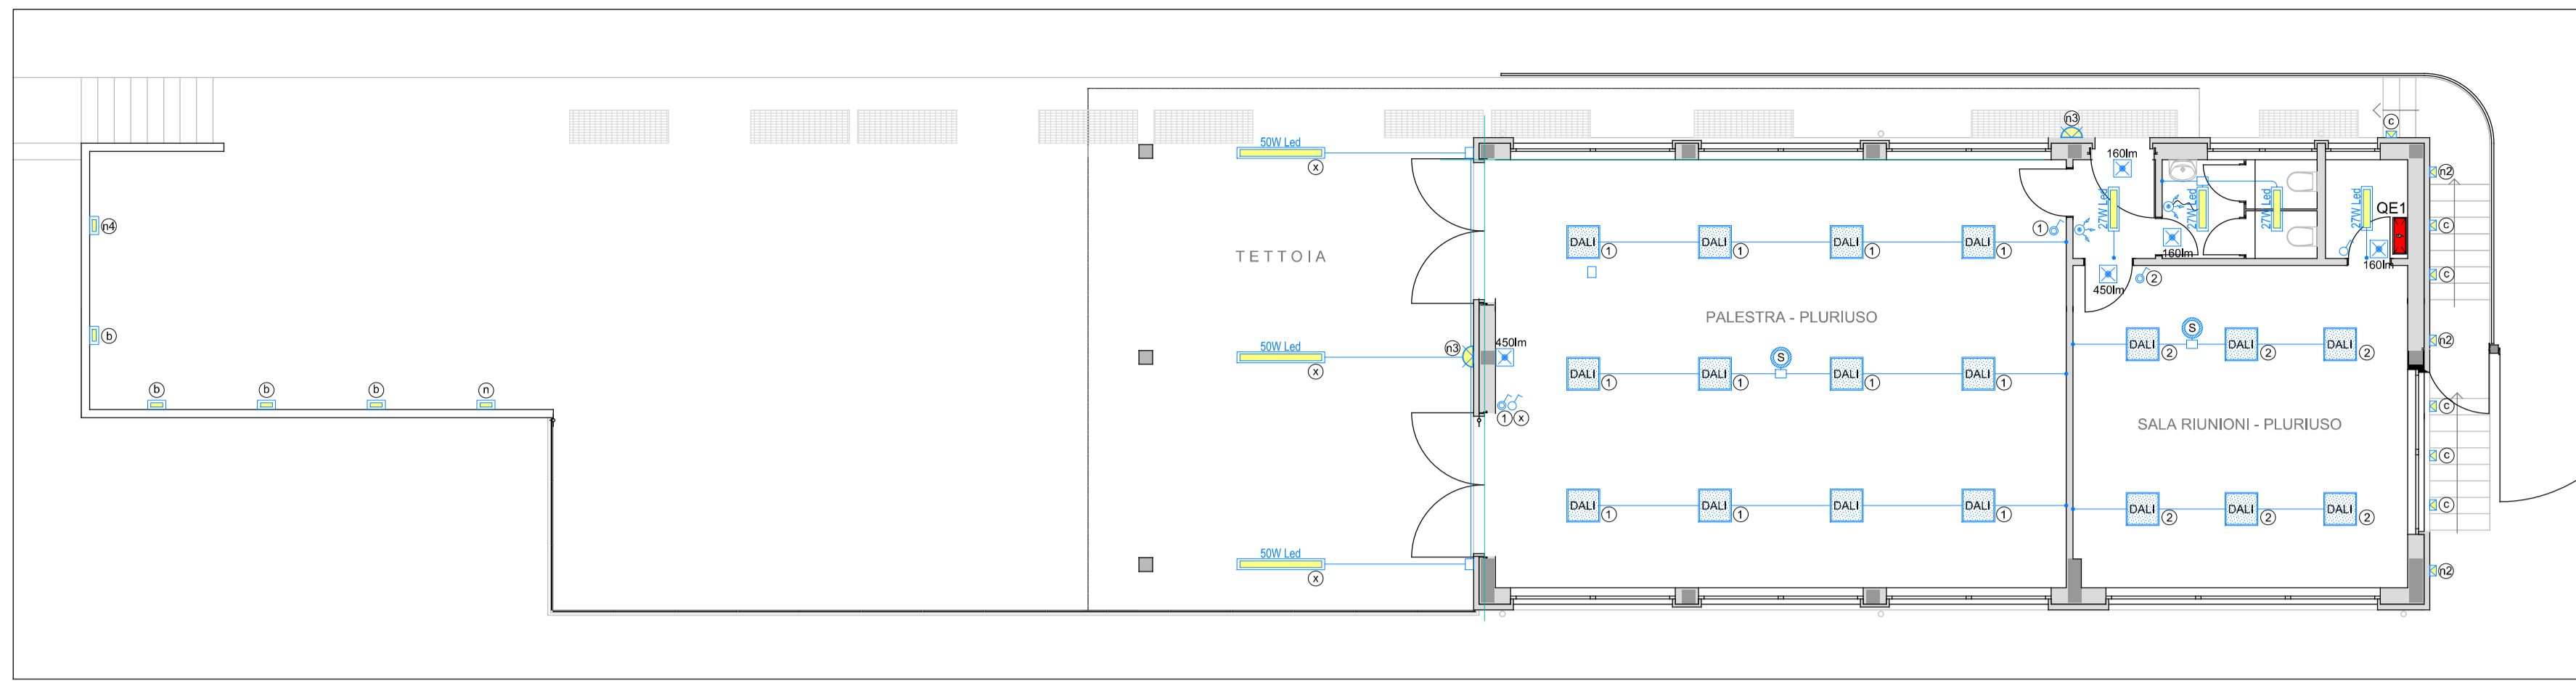 n3
c
50W Led
x
160lm
27W Led
27W Led
27W Led
27W Led
QE1
n2
n4
1
c
160lm
160lm
TETTOIA
DALI 1
DALI 1
DALI 1
DALI 1
450lm
2
c
PALESTRA - PLURIUSO
b
50W Led
x
n3
450lm
S
S
n2
DALI 2
DALI 2
DALI 2
DALI 1
DALI 1
DALI 1
DALI 1
b
b
b
n
1 x
c
SALA RIUNIONI - PLURIUSO
c
DALI 1
DALI 1
DALI
DALI 1
DALI 2
DALI 2
DALI 2
c
50W Led
x
n2